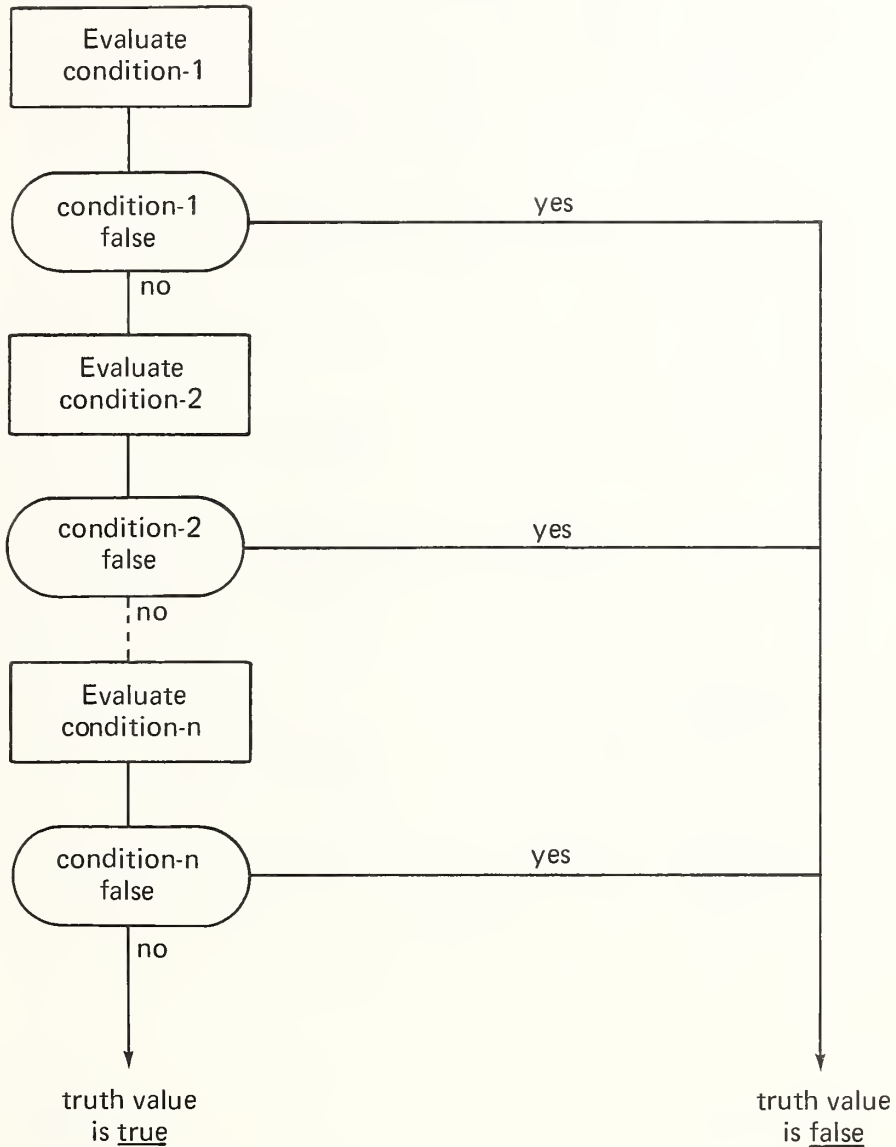 Evaluate
condition-1
condition-1
false
yes
no
Evaluate
condition-2
condition-2
false
yes
no
Evaluate
condition-n
condition-n
false
yes
no
truth value
is true
truth value
is false